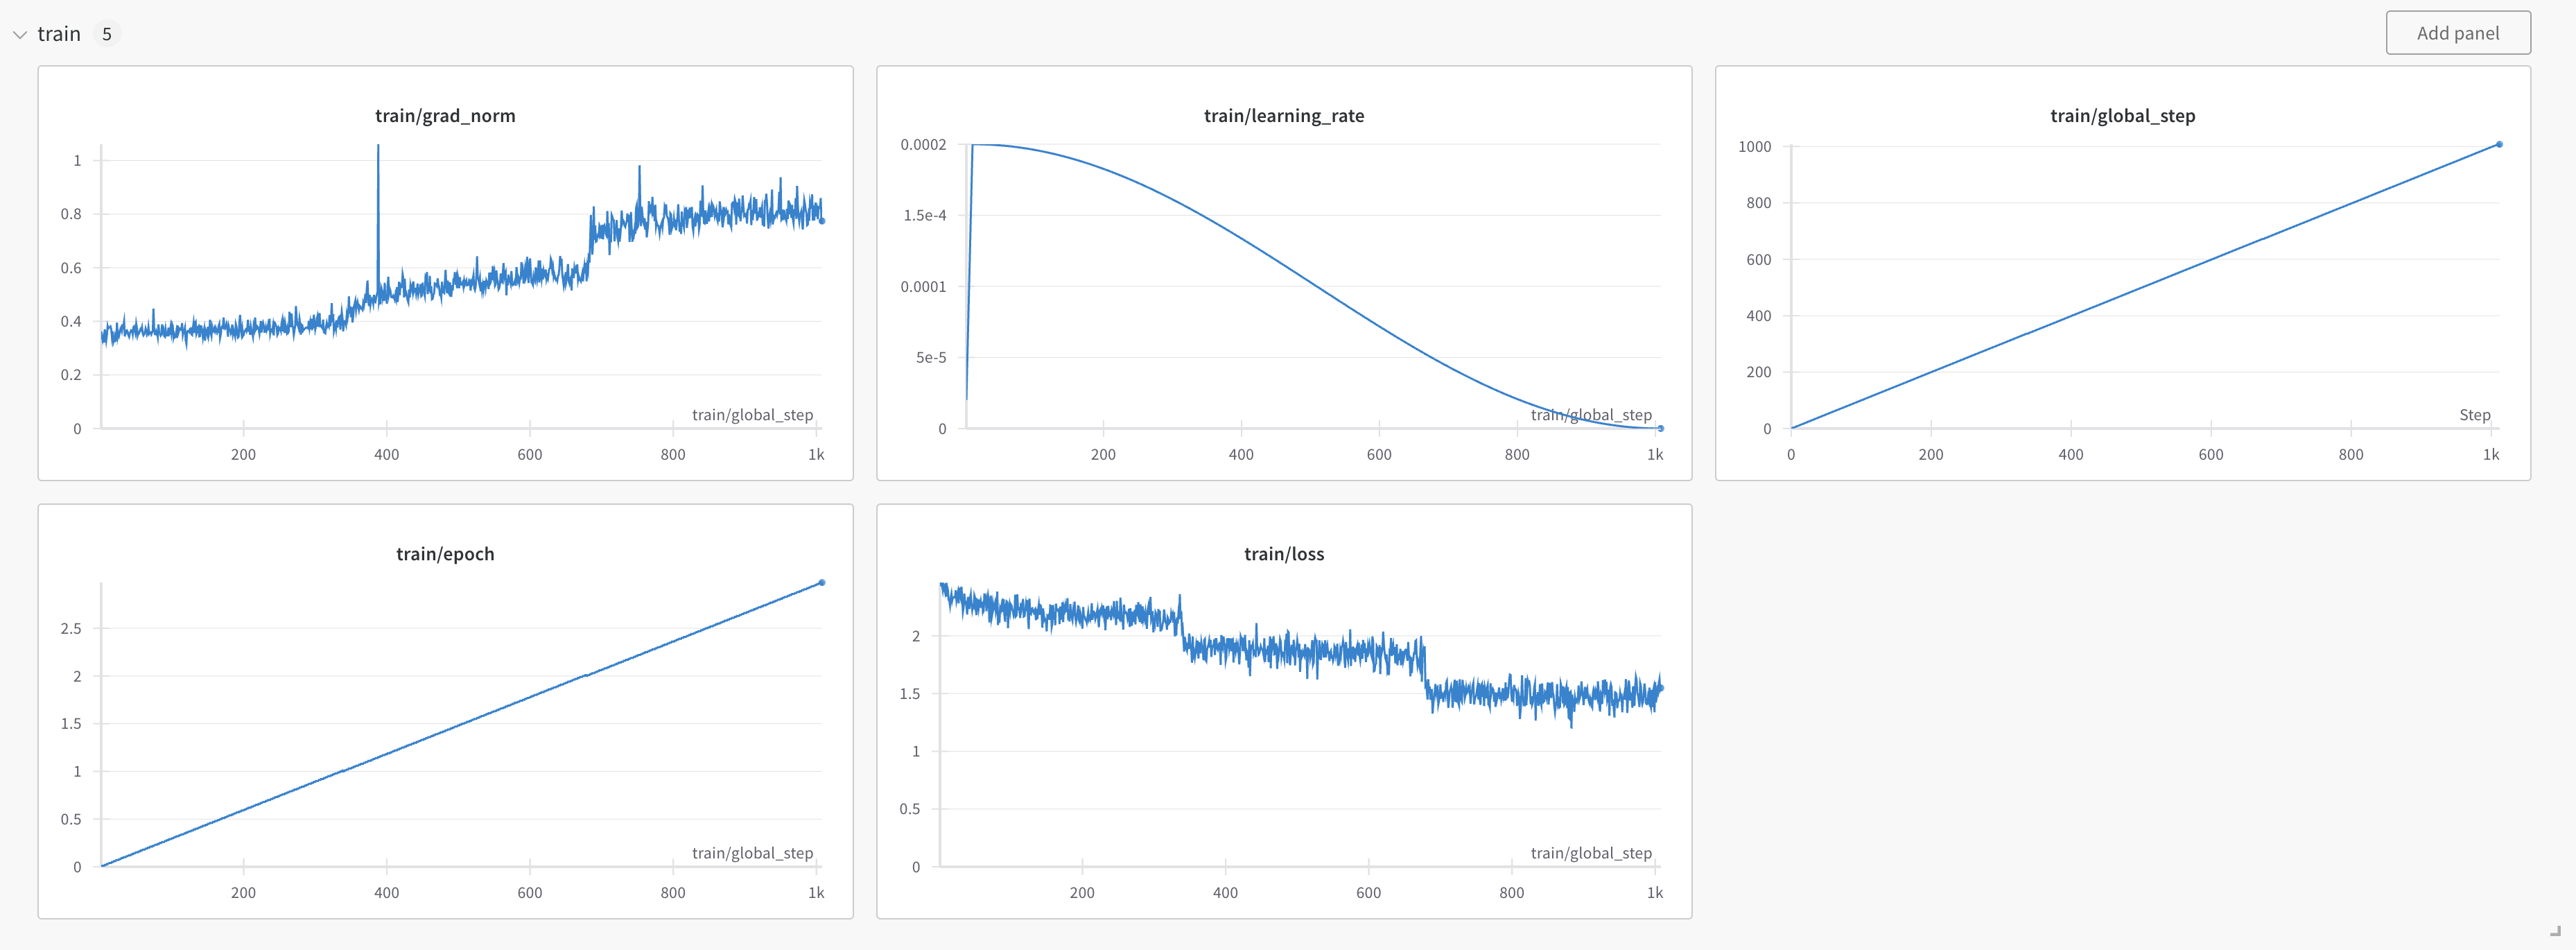 train 5
Add panel
train/grad_norm
1
0.8
0.6
0.4
0.2
0
train/global_step
200 400 600 800 1k
train/learning_rate
0.0002
1.5e-4
0.0001
5e-5
0
train/global_step
200 400 600 800 1k
train/global_step
1000
800
600
400
200
0
Step
0 200 400 600 800 1k
train/epoch
2.5
2
1.5
1
0.5
0
train/global_step
200 400 600 800 1k
train/loss
2
1.5
1
0.5
0
train/global_step
200 400 600 800 1k